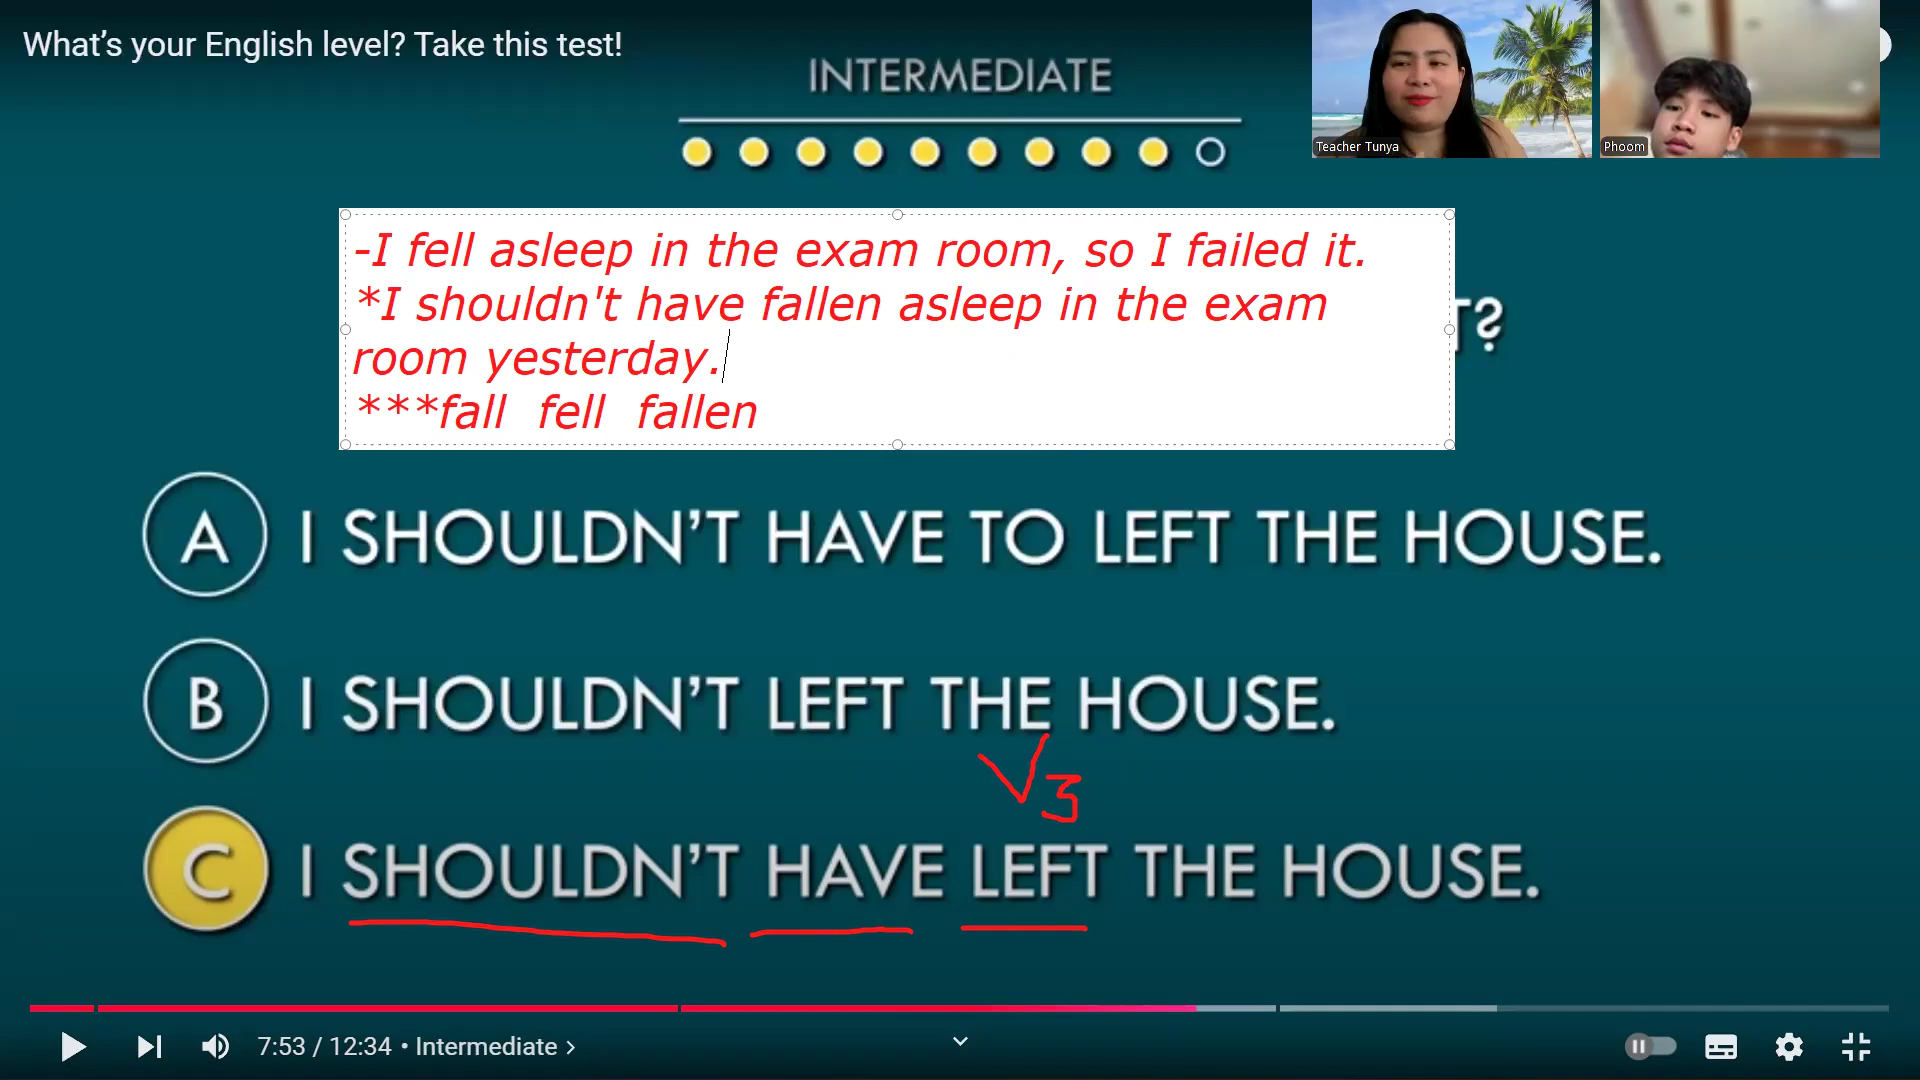 What's your English level? Take this test!
INTERMEDIATE
Teacher Tunya
Phoom
-I fell asleep in the exam room, so I failed it.
*I shouldn't have fallen asleep in the exam
room yesterday.
***fall fell fallen
T?
A I SHOULDN'T HAVE TO LEFT THE HOUSE.
B I SHOULDN'T LEFT THE HOUSE.
V3
C I SHOULDN'T HAVE LEFT THE HOUSE.
7:53 / 12:34 • Intermediate >